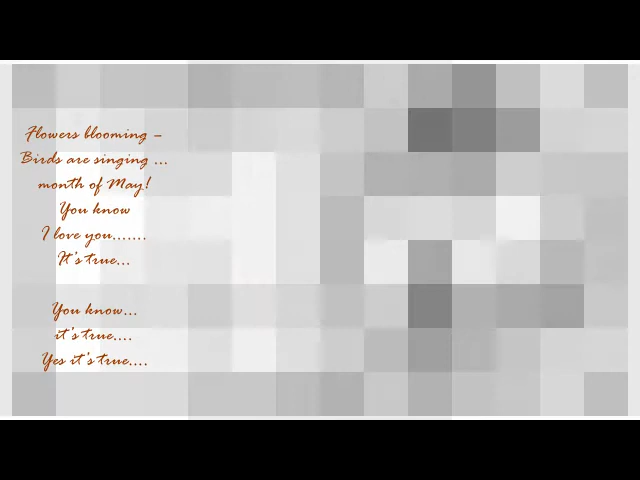 Flowers blooming –
Birds are singing ...
month of May!
You know
I love you.......
It's true...
You know...
it's true....
Yes it's true....